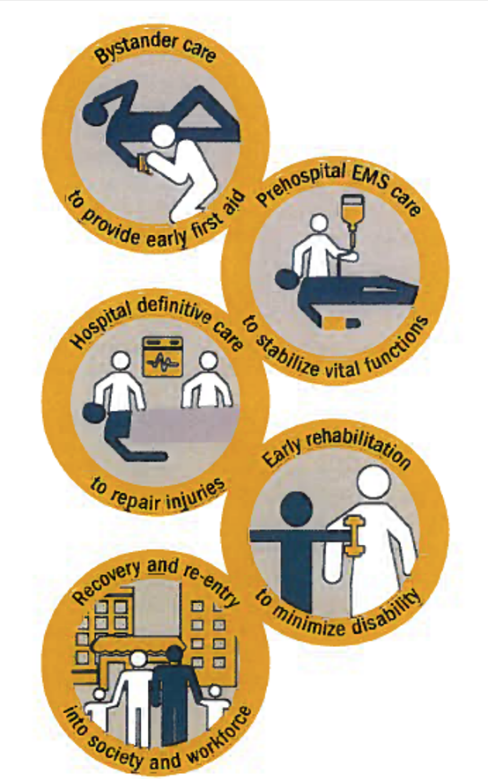 Bystander care
to provide early first aid
Prehospital EMS care
to stabilize vital functions
Hospital definitive care
to repair injuries
Early rehabilitation
to minimize disability
Recovery and re-entry
into society and workforce